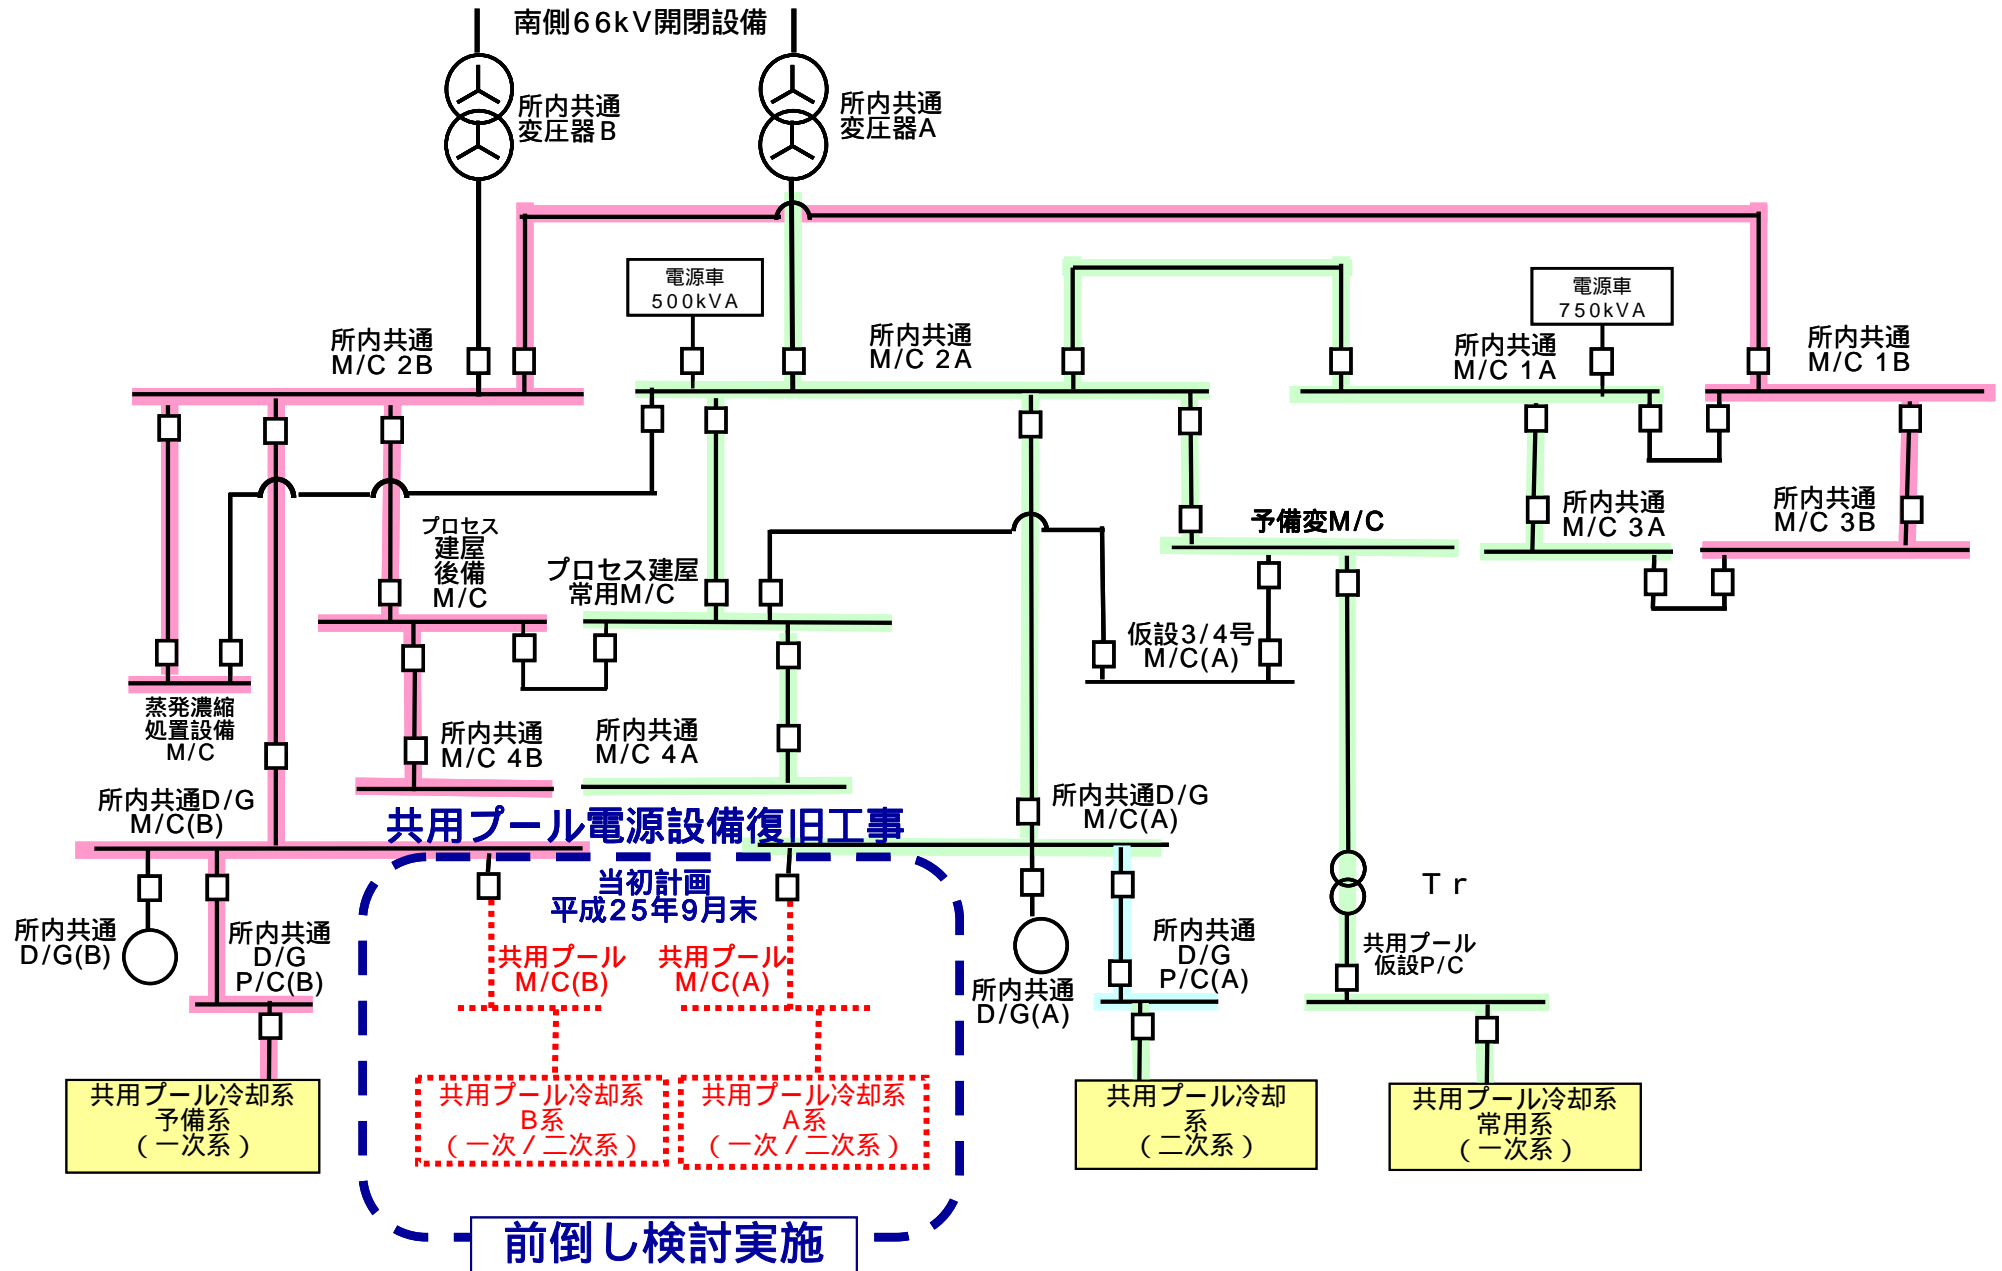 南側66kV開閉設備
所内共通
変圧器B
所内共通
変圧器A
電源車
500kVA
電源車
750kVA
所内共通
M/C 2B
所内共通
M/C 2A
所内共通
M/C 1A
所内共通
M/C 1B
プロセス
建屋
後備
M/C
プロセス建屋
常用M/C
予備変M/C
所内共通
M/C 3A
所内共通
M/C 3B
仮設3/4号
M/C(A)
蒸発濃縮
処置設備
M/C
所内共通
M/C 4B
所内共通
M/C 4A
所内共通D/G
M/C(B)
共用プール電源設備復旧工事
所内共通D/G
M/C(A)
当初計画
平成25年9月末
Tr
所内共通
D/G(B)
所内共通
D/G
P/C(B)
共用プール
M/C(B)
共用プール
M/C(A)
所内共通
D/G(A)
所内共通
D/G
P/C(A)
共用プール
仮設P/C
共用プール冷却系
予備系
(一次系)
共用プール冷却系
B系
(一次/二次系)
共用プール冷却系
A系
(一次/二次系)
共用プール冷却
系
(二次系)
共用プール冷却系
常用系
(一次系)
前倒し検討実施